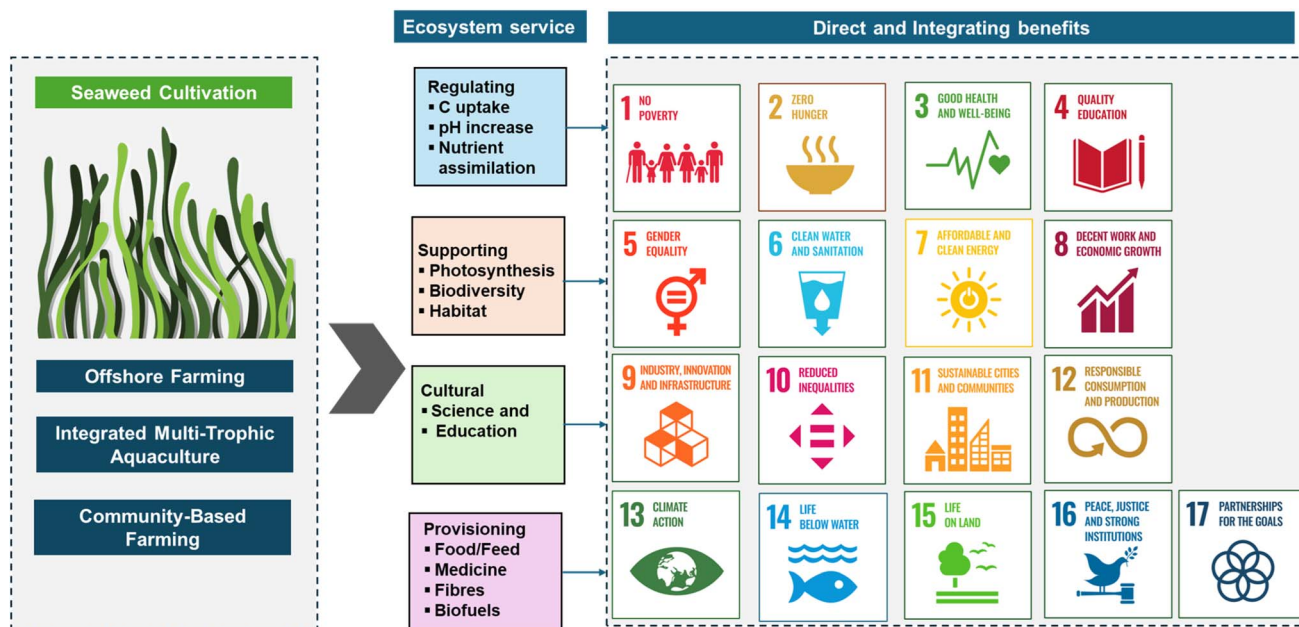 Ecosystem service
Direct and Integrating benefits
Seaweed Cultivation
Offshore Farming
Integrated Multi-Trophic
Aquaculture
Community-Based
Farming
Regulating
▪ C uptake
▪ pH increase
▪ Nutrient
assimilation
Supporting
▪ Photosynthesis
▪ Biodiversity
▪ Habitat
Cultural
▪ Science and
▪ Education
Provisioning
▪ Food/Feed
▪ Medicine
▪ Fibres
▪ Biofuels
1 NO
POVERTY
2 ZERO
HUNGER
3 GOOD HEALTH
AND WELL-BEING
4 QUALITY
EDUCATION
5 GENDER
EQUALITY
6 CLEAN WATER
AND SANITATION
7 AFFORDABLE AND
CLEAN ENERGY
8 DECENT WORK AND
ECONOMIC GROWTH
9 INDUSTRY, INNOVATION
AND INFRASTRUCTURE
10 REDUCED
INEQUALITIES
11 SUSTAINABLE CITIES
AND COMMUNITIES
12 RESPONSIBLE
CONSUMPTION
AND PRODUCTION
13 CLIMATE
ACTION
14 LIFE
BELOW WATER
15 LIFE
ON LAND
16 PEACE, JUSTICE
AND STRONG
INSTITUTIONS
17 PARTNERSHIPS
FOR THE GOALS